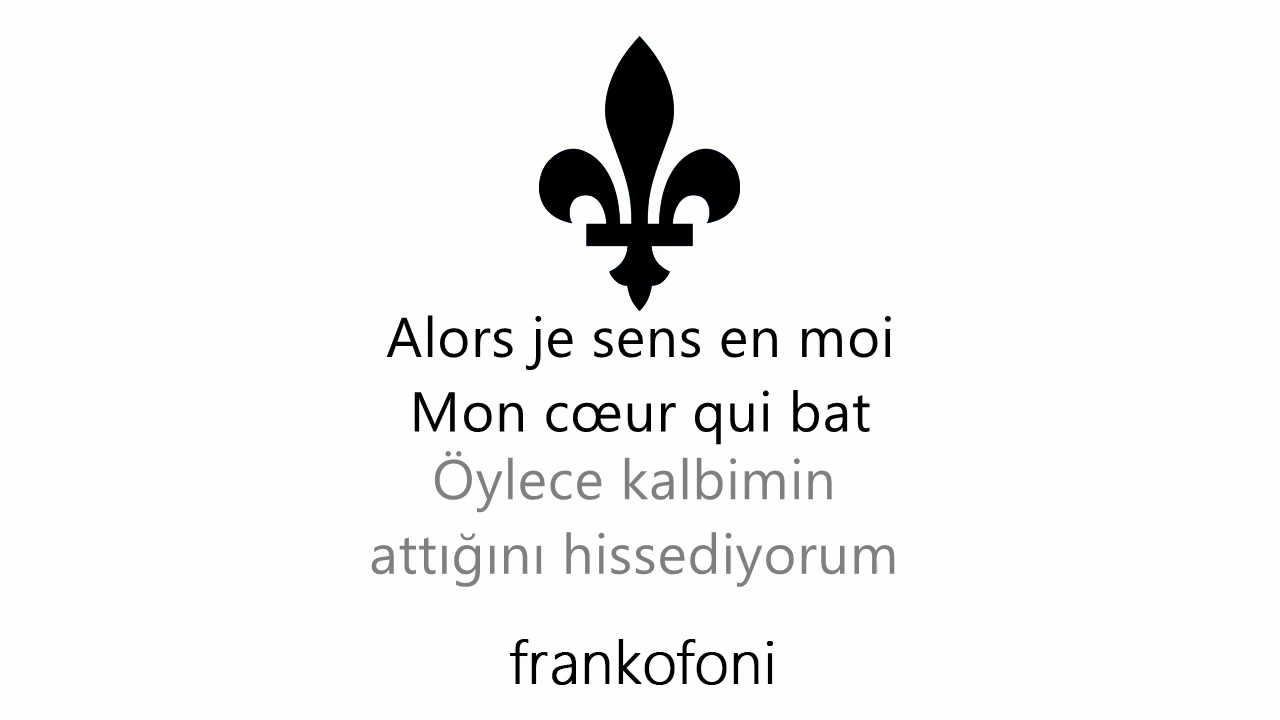 Alors je sens en moi
Mon cœur qui bat
Öylece kalbimin
attığını hissediyorum
frankofoni